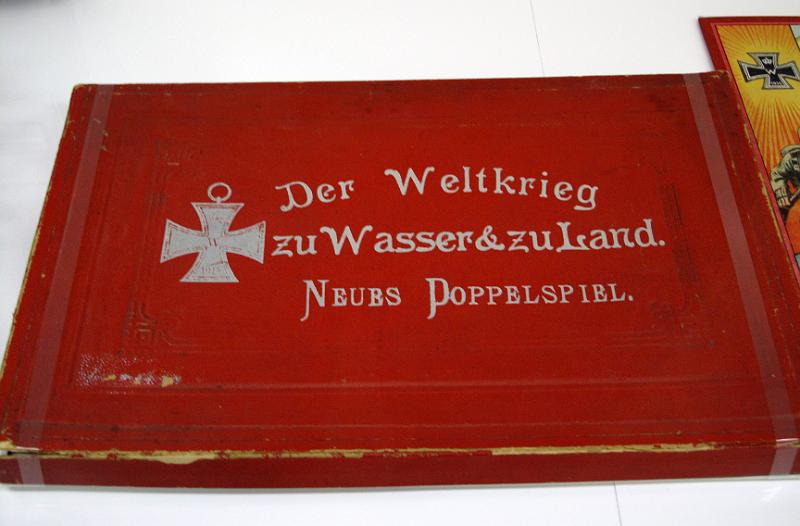 Der Weltkrieg
zu Wasser & zu Land.
Neues Doppelspiel.
W
W